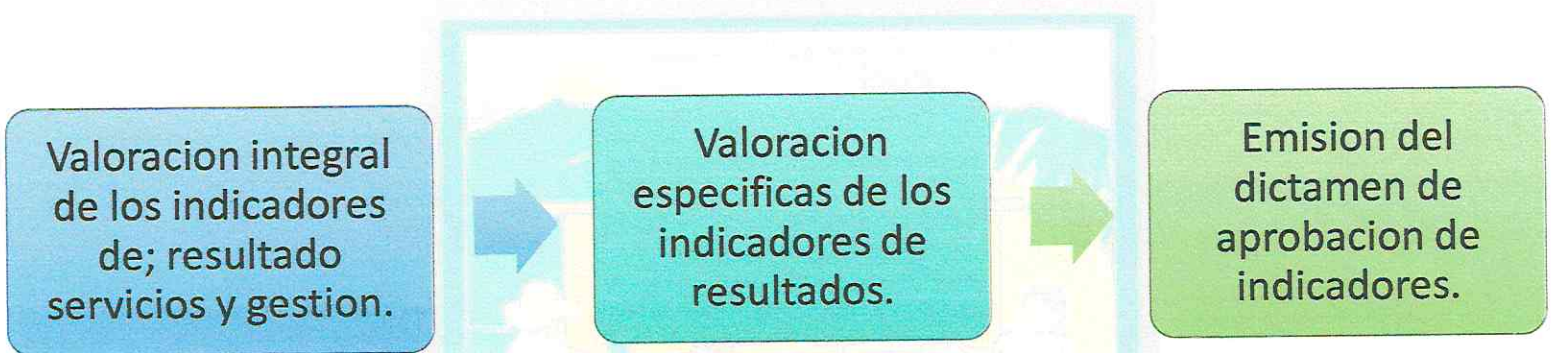 Valoracion integral
de los indicadores
de; resultado
servicios y gestion.
Valoracion
especificas de los
indicadores de
resultados.
Emision del
dictamen de
aprobacion de
indicadores.